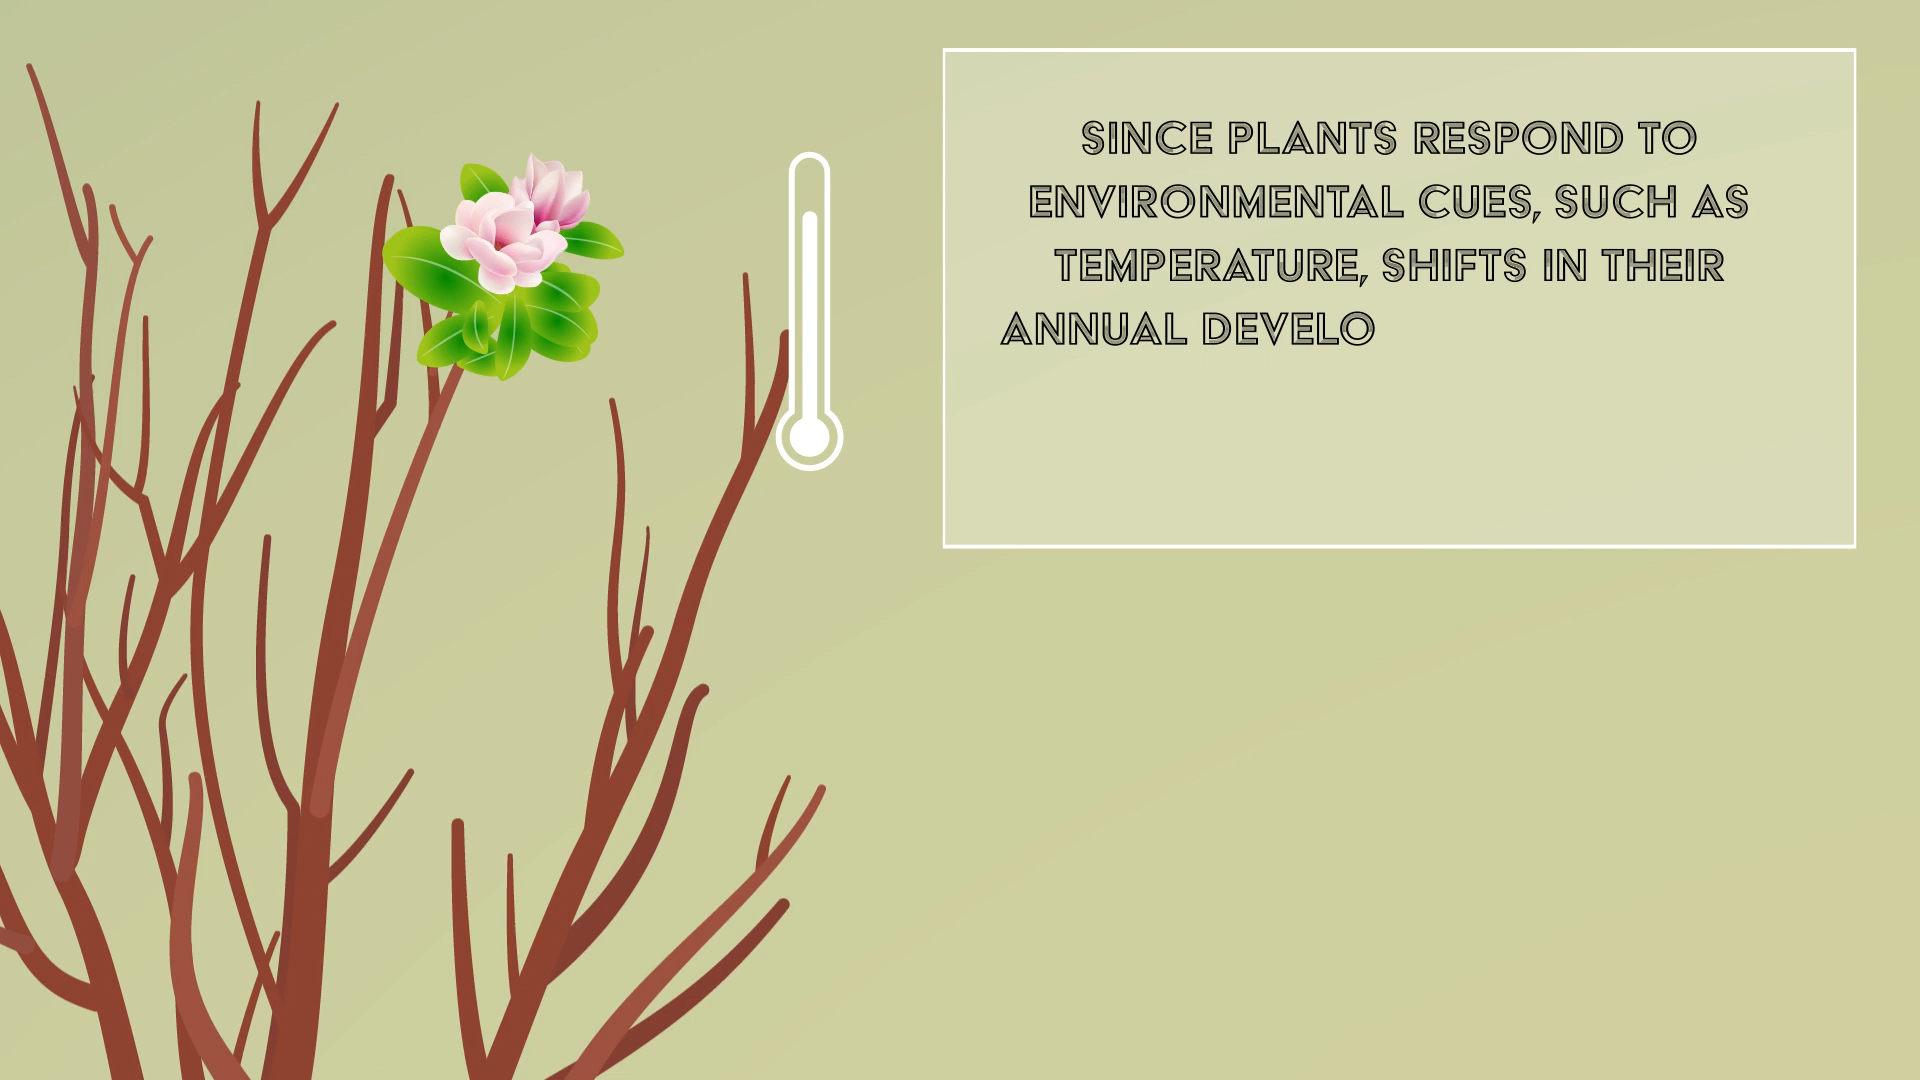 SINCE PLANTS RESPOND TO
ENVIRONMENTAL CUES, SUCH AS
TEMPERATURE, SHIFTS IN THEIR
ANNUAL DEVELO